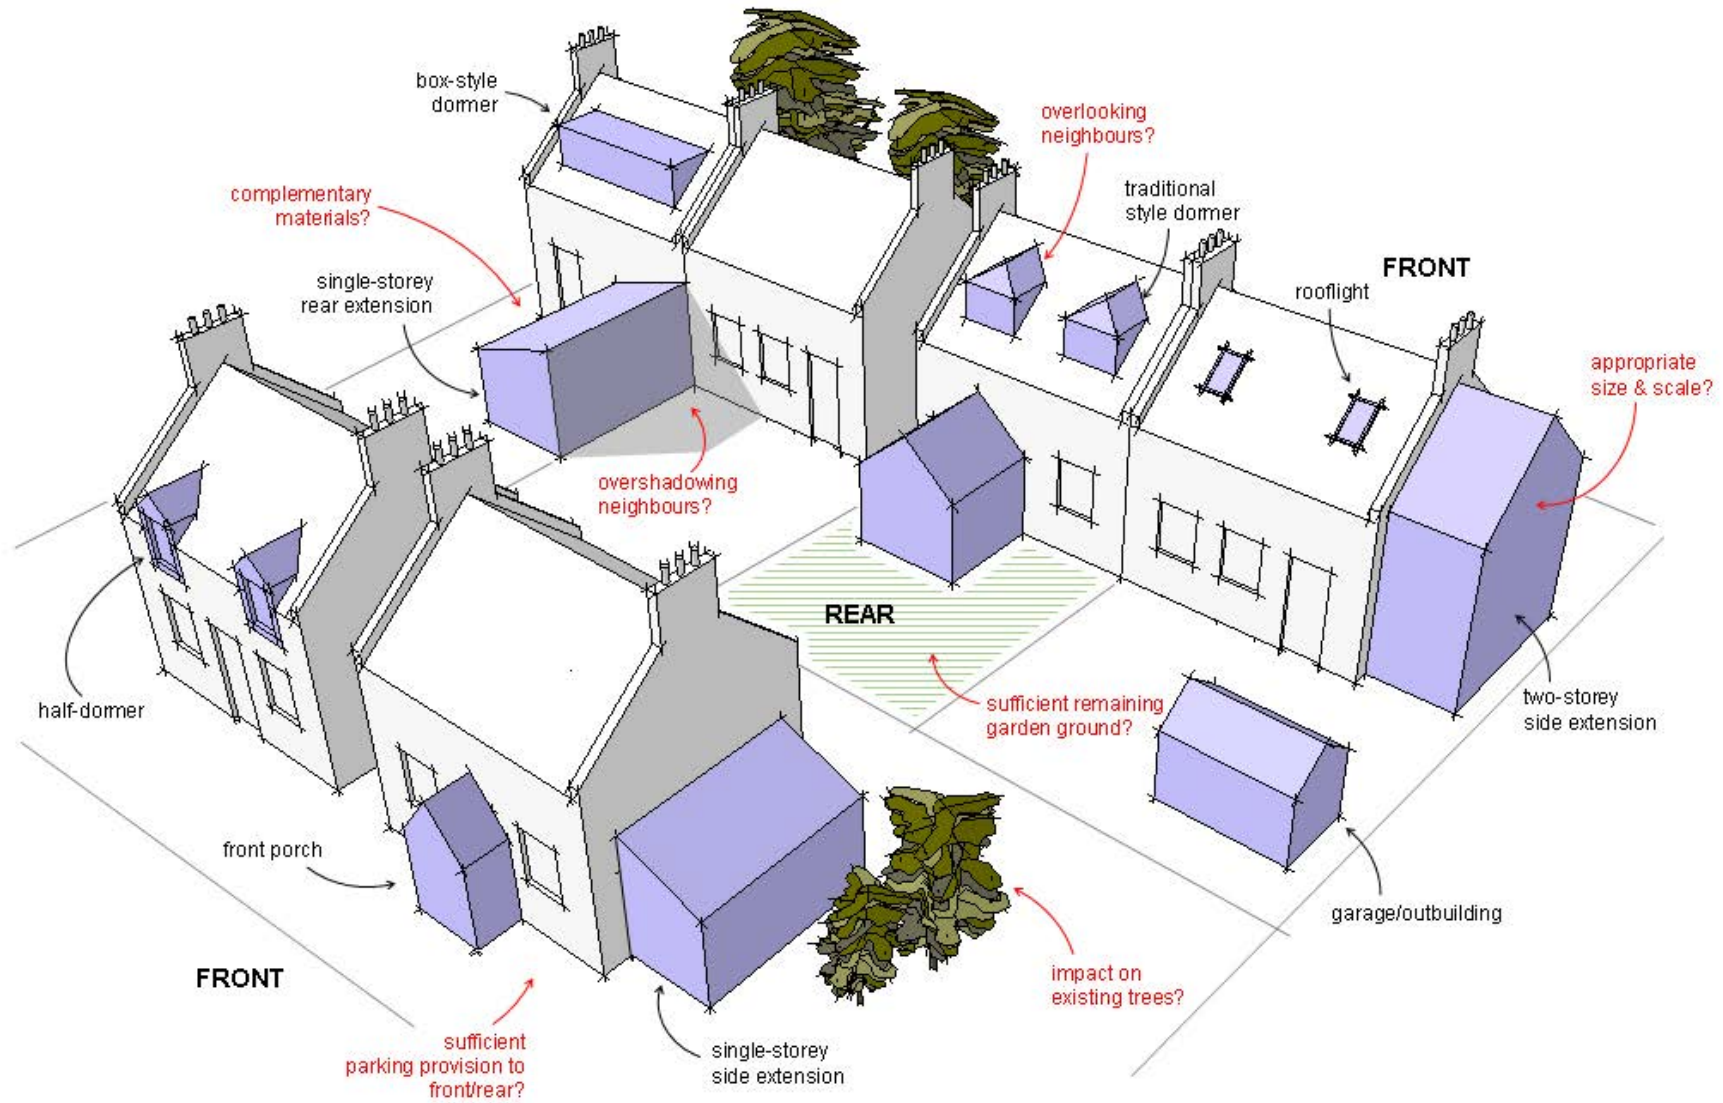 box-style
dormer
overlooking
neighbours?
complementary
materials?
traditional
style dormer
FRONT
single-storey
rear extension
rooflight
appropriate
size & scale?
overshadowing
neighbours?
REAR
half-dormer
sufficient remaining
garden ground?
two-storey
side extension
front porch
garage/outbuilding
FRONT
impact on
existing trees?
sufficient
parking provision to
front/rear?
single-storey
side extension